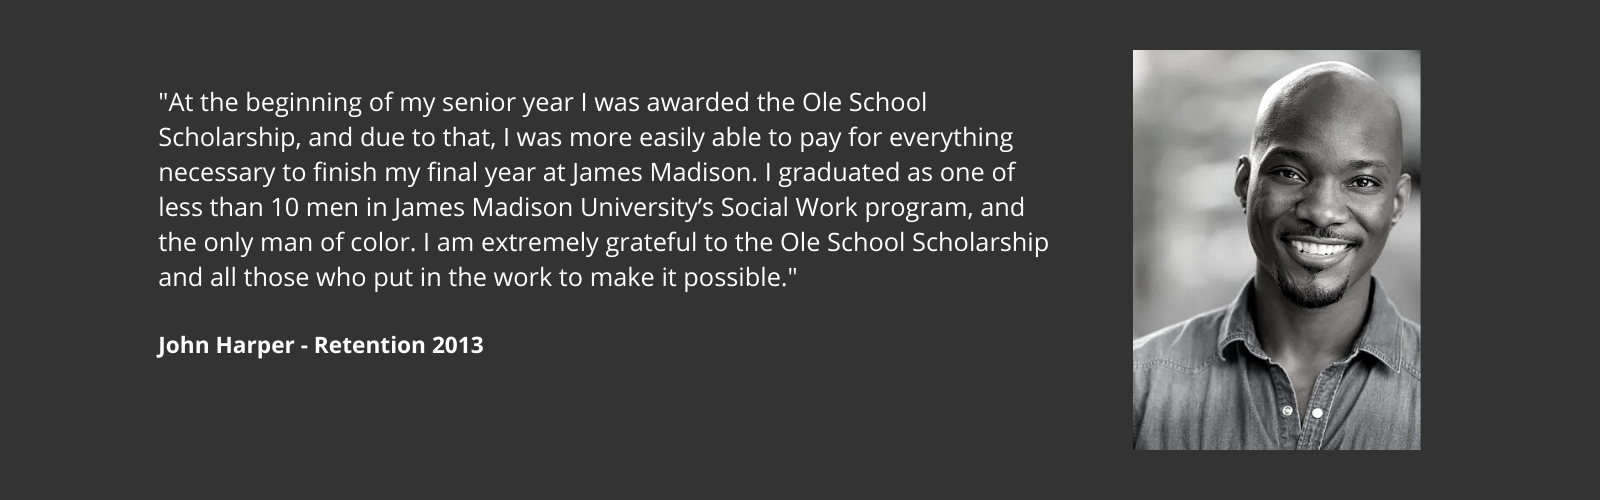 "At the beginning of my senior year I was awarded the Ole School
Scholarship, and due to that, I was more easily able to pay for everything
necessary to finish my final year at James Madison. I graduated as one of
less than 10 men in James Madison University’s Social Work program, and
the only man of color. I am extremely grateful to the Ole School Scholarship
and all those who put in the work to make it possible."
John Harper - Retention 2013